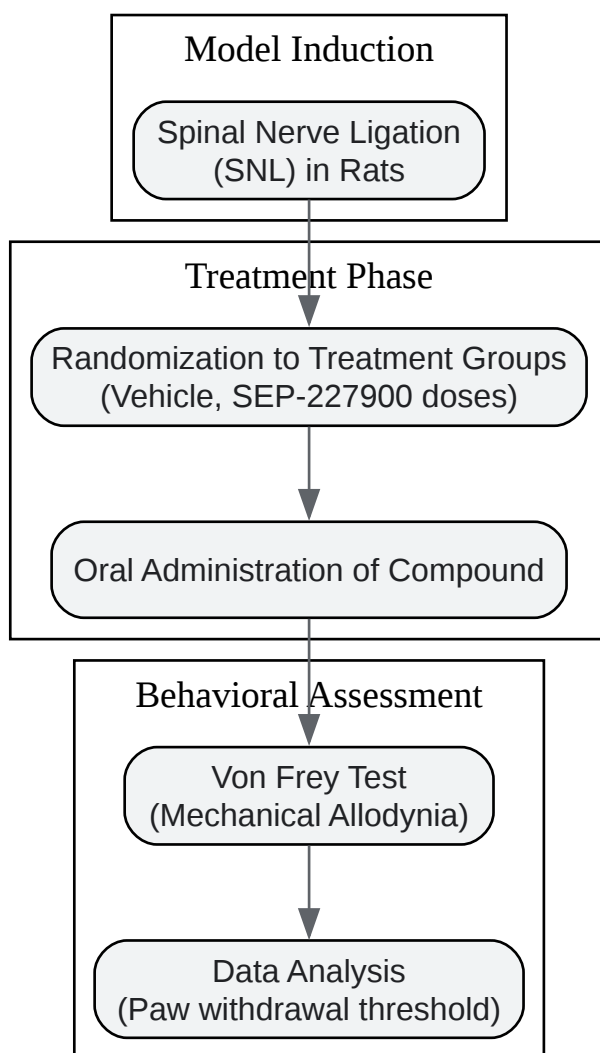 Model Induction
Spinal Nerve Ligation
(SNL) in Rats
Treatment Phase
Randomization to Treatment Groups
(Vehicle, SEP-227900 doses)
Oral Administration of Compound
Behavioral Assessment
Von Frey Test
(Mechanical Allodynia)
Data Analysis
(Paw withdrawal threshold)